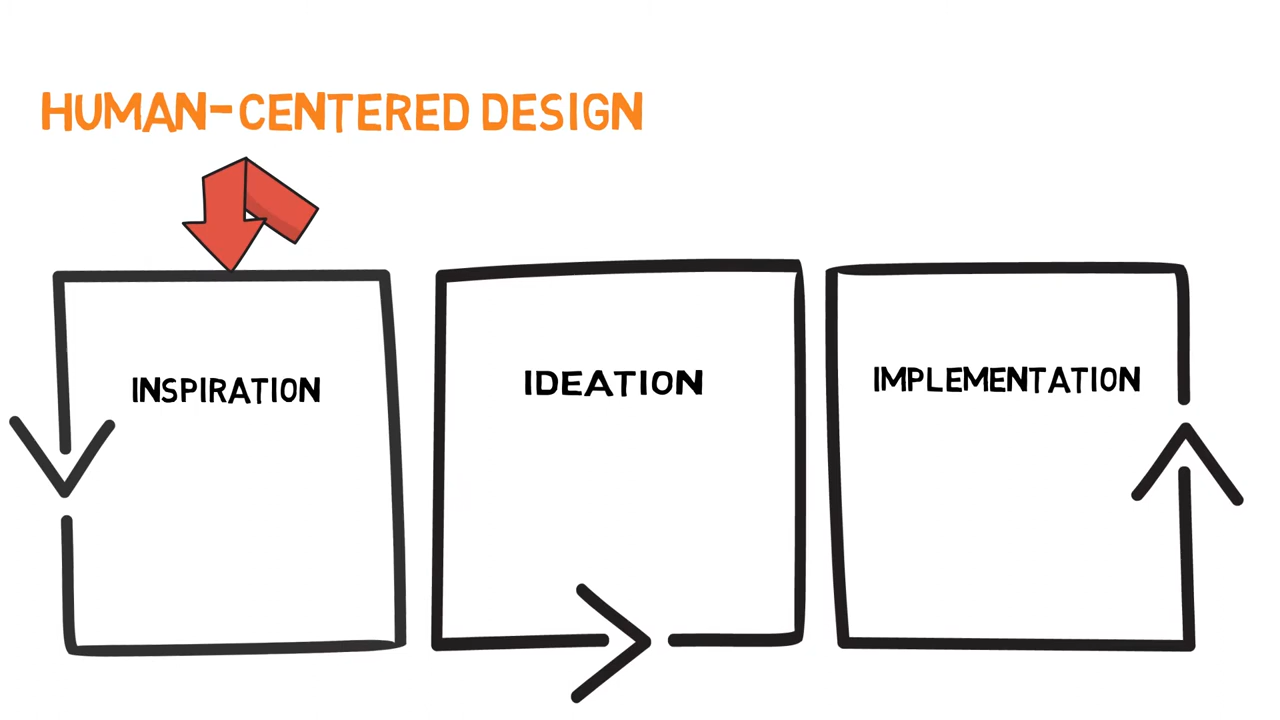 HUMAN-CENTERED DESIGN
INSPIRATION
IDEATION
IMPLEMENTATION